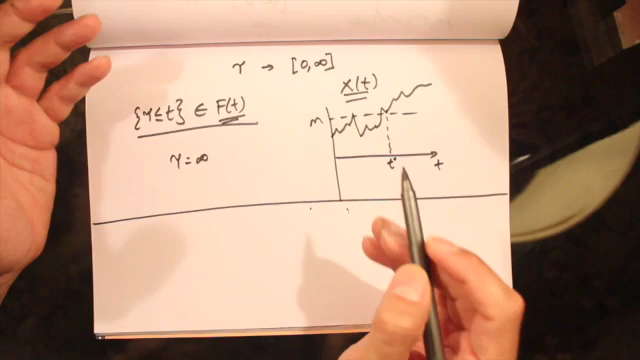 τ → [0,∞]
X(t)
{τ≤t} ∈ F(t)
m
τ = ∞
t* t